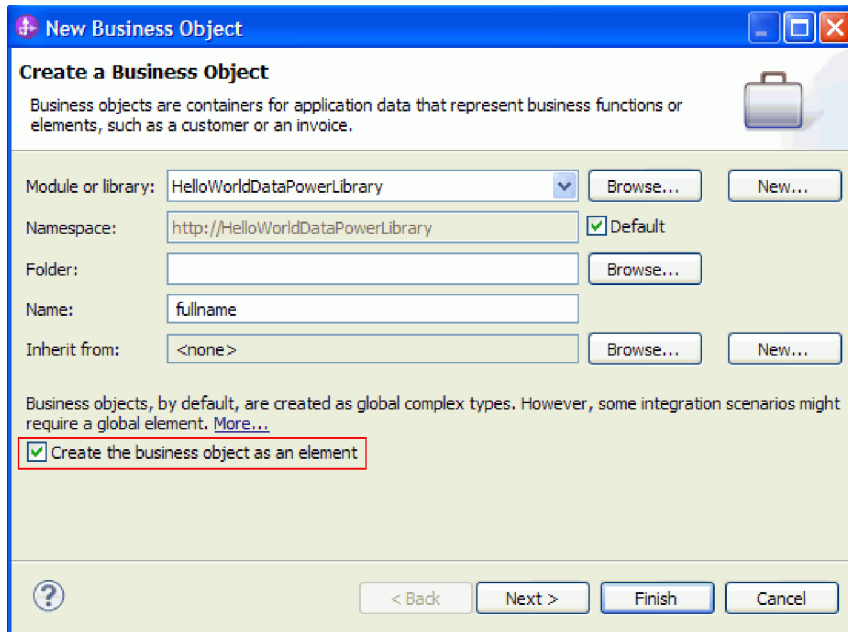 New Business Object
Create a Business Object
Business objects are containers for application data that represent business functions or
elements, such as a customer or an invoice.
Module or library: HelloWorldDataPowerLibrary Browse... New...
Namespace: http://HelloWorldDataPowerLibrary Default
Folder: Browse...
Name: fullname
Inherit from: <none> Browse... New...
Business objects, by default, are created as global complex types. However, some integration scenarios might
require a global element. More...
Create the business object as an element
? < Back Next > Finish Cancel